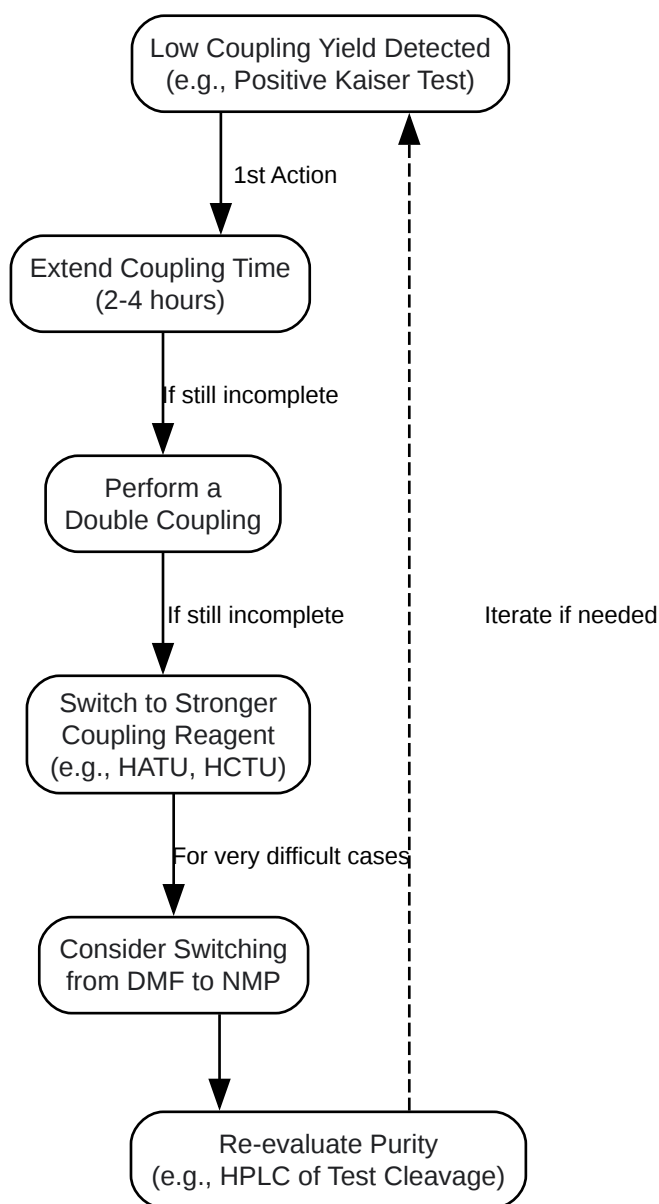 Low Coupling Yield Detected
(e.g., Positive Kaiser Test)
1st Action
Extend Coupling Time
(2-4 hours)
If still incomplete
Perform a
Double Coupling
If still incomplete
Iterate if needed
Switch to Stronger
Coupling Reagent
(e.g., HATU, HCTU)
For very difficult cases
Consider Switching
from DMF to NMP
Re-evaluate Purity
(e.g., HPLC of Test Cleavage)